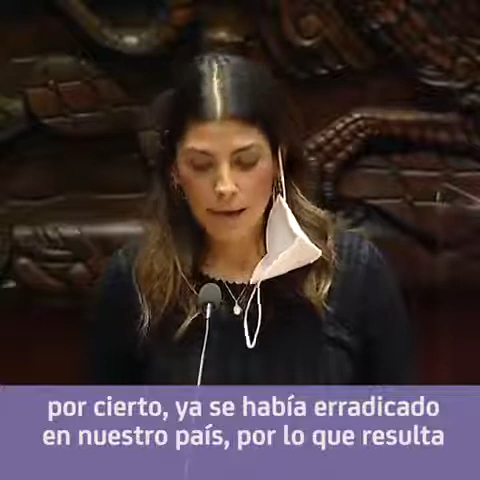 por cierto, ya se había erradicado
en nuestro país, por lo que resulta